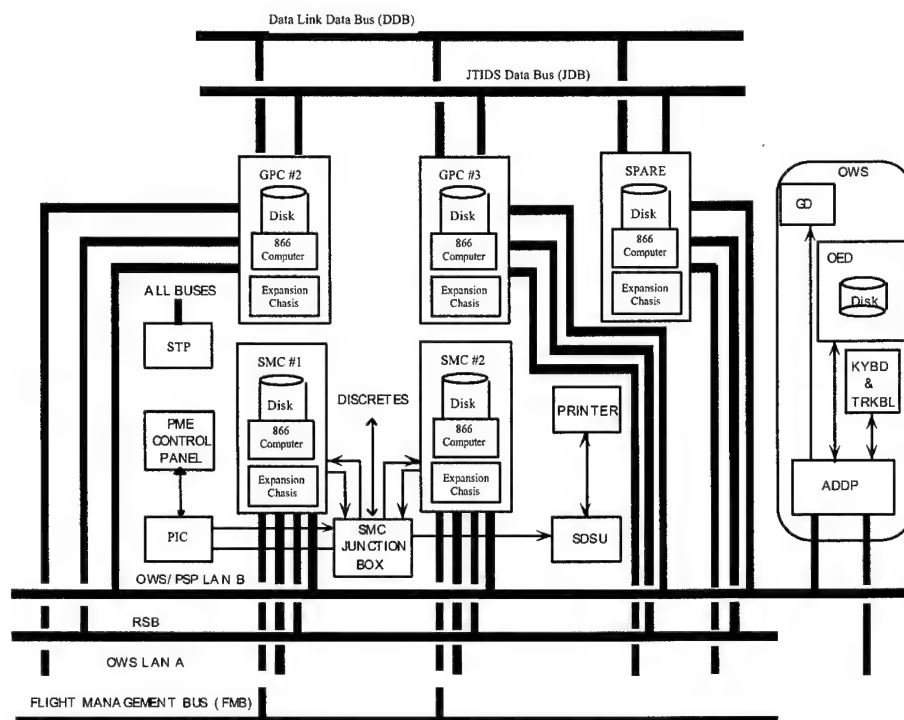 Data Link Data Bus (DDB)
JTIDS Data Bus (JDB)
GPC #2
Disk
866
Computer
Expansion
Chasis
GPC #3
Disk
866
Computer
Expansion
Chasis
SPARE
Disk
866
Computer
Expansion
Chasis
OWS
GD
OED
Disk
KYBD
&
TRKBL
ADDP
ALL BUSES
STP
SMC #1
Disk
866
Computer
Expansion
Chasis
DISCRETES
SMC #2
Disk
866
Computer
Expansion
Chasis
PRINTER
PME
CONTROL
PANEL
PIC
SMC
JUNCTION
BOX
SDSU
OWS/ PSP LAN B
RSB
OWS LAN A
FLIGHT MANAGEMENT BUS (FMB)